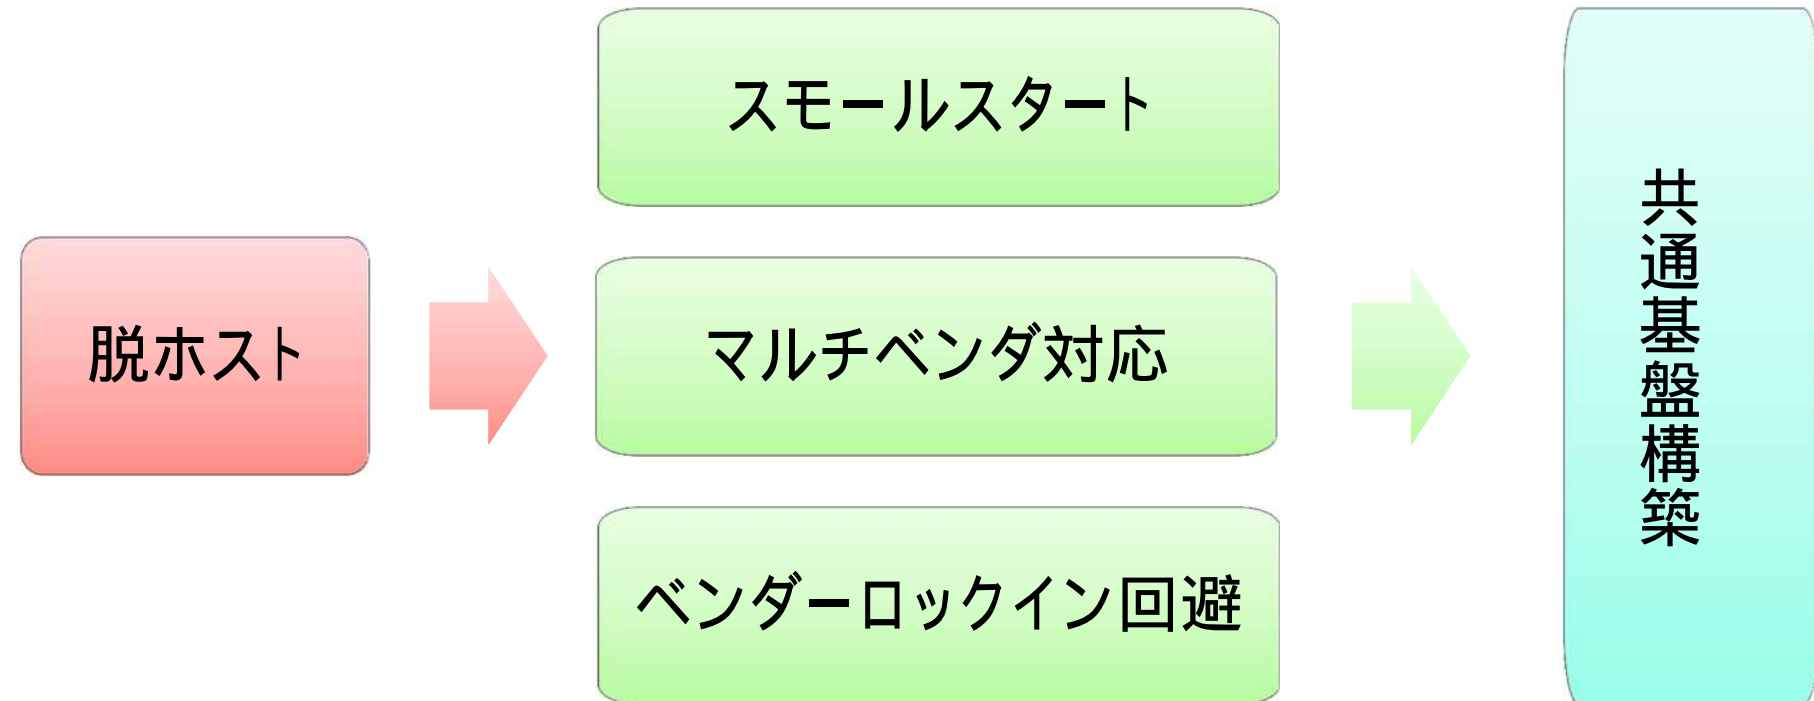 脱ホスト
スモールスタート
マルチベンダ対応
ベンダーロックイン回避
共通基盤構築